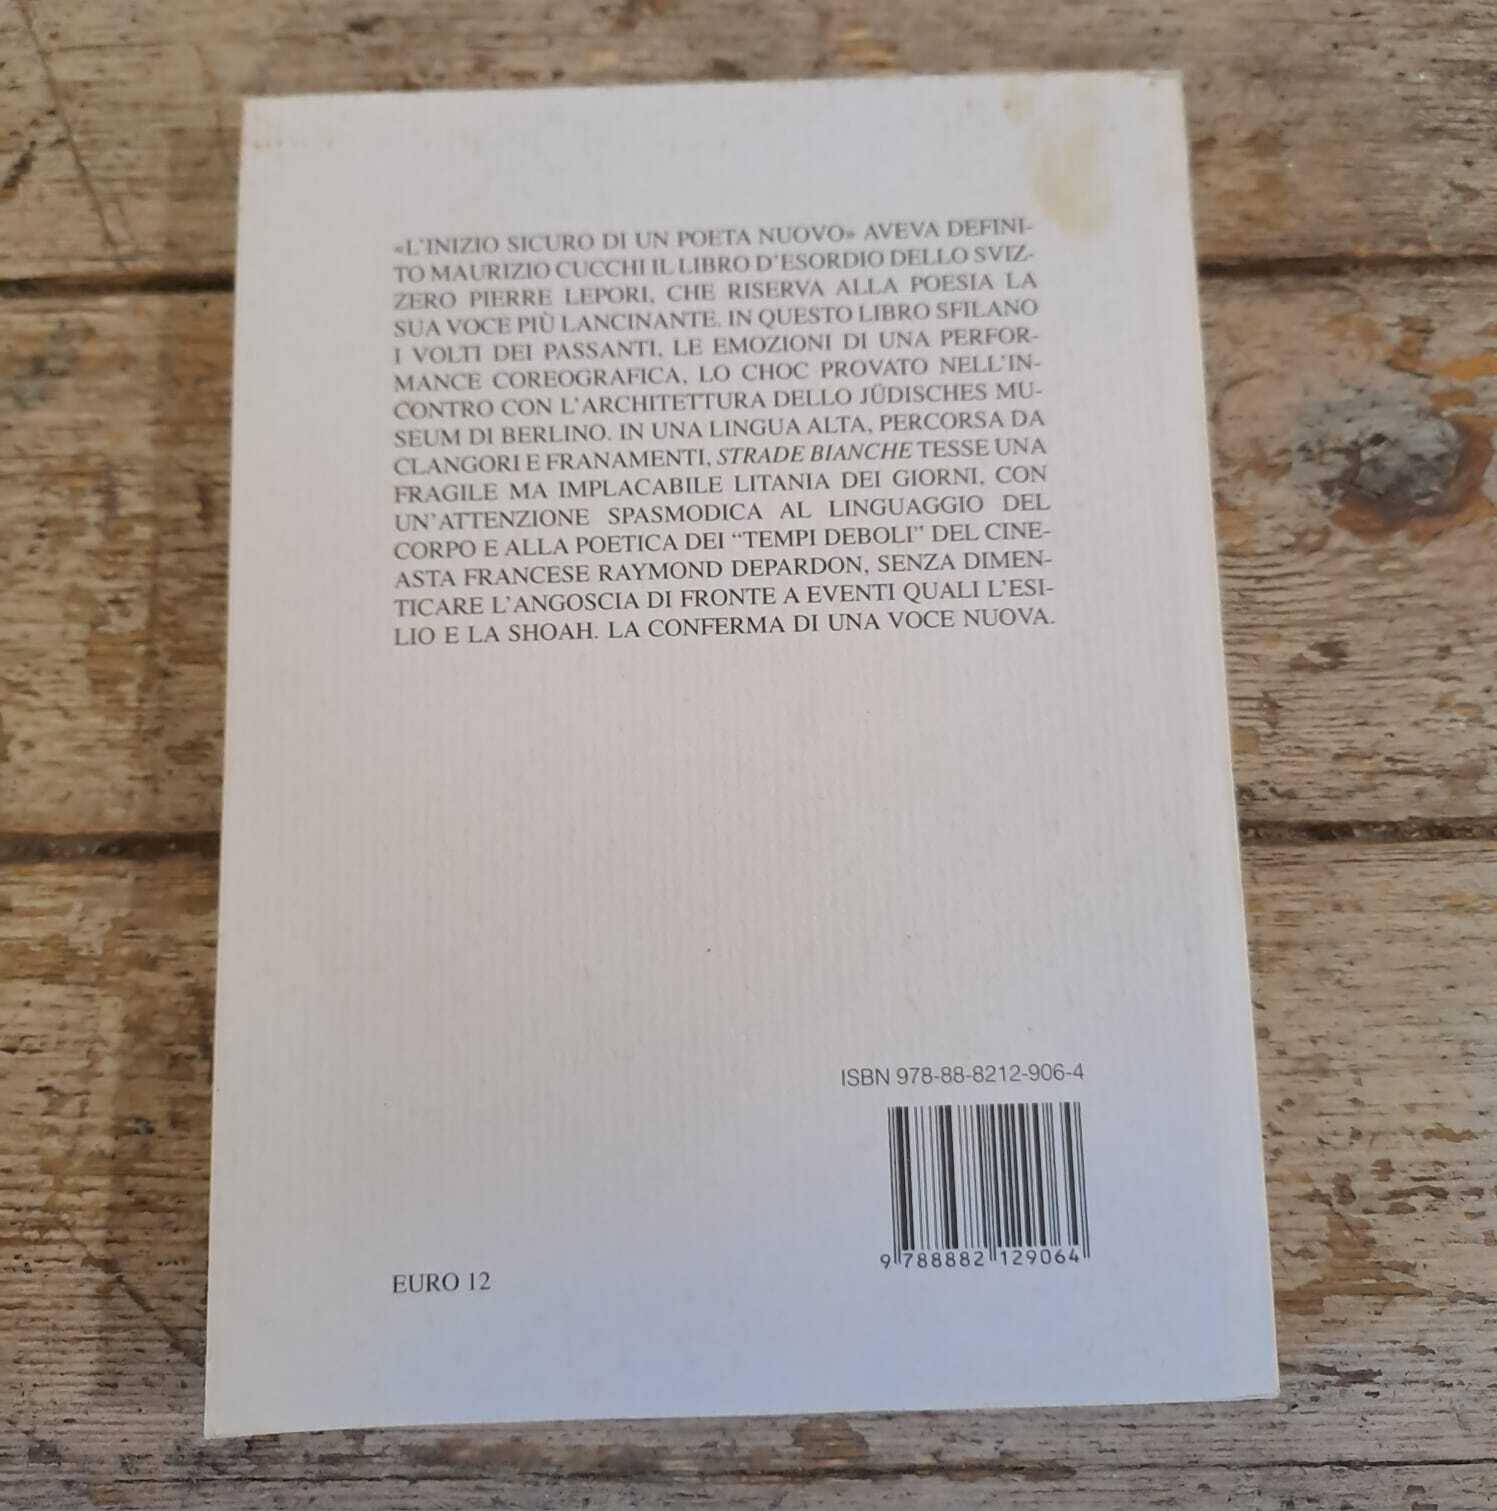 «L'INIZIO SICURO DI UN POETA NUOVO» AVEVA DEFINI-
TO MAURIZIO CUCCHI IL LIBRO D'ESORDIO DELLO SVIZ-
ZERO PIERRE LEPORI, CHE RISERVA ALLA POESIA LA
SUA VOCE PIÙ LANCINANTE. IN QUESTO LIBRO SFILANO
I VOLTI DEI PASSANTI, LE EMOZIONI DI UNA PERFOR-
MANCE COREOGRAFICA, LO CHOC PROVATO NELL'IN-
CONTRO CON L'ARCHITETTURA DELLO JÜDISCHES MU-
SEUM DI BERLINO. IN UNA LINGUA ALTA, PERCORSA DA
CLANGORI E FRANAMENTI, STRADE BIANCHE TESSE UNA
FRAGILE MA IMPLACABILE LITANIA DEI GIORNI, CON
UN'ATTENZIONE SPASMODICA AL LINGUAGGIO DEL
CORPO E ALLA POETICA DEI “TEMPI DEBOLI” DEL CINE-
ASTA FRANCESE RAYMOND DEPARDON, SENZA DIMEN-
TICARE L'ANGOSCIA DI FRONTE A EVENTI QUALI L'ESI-
LIO E LA SHOAH. LA CONFERMA DI UNA VOCE NUOVA.
ISBN 978-88-8212-906-4
9 788882 129064
EURO 12